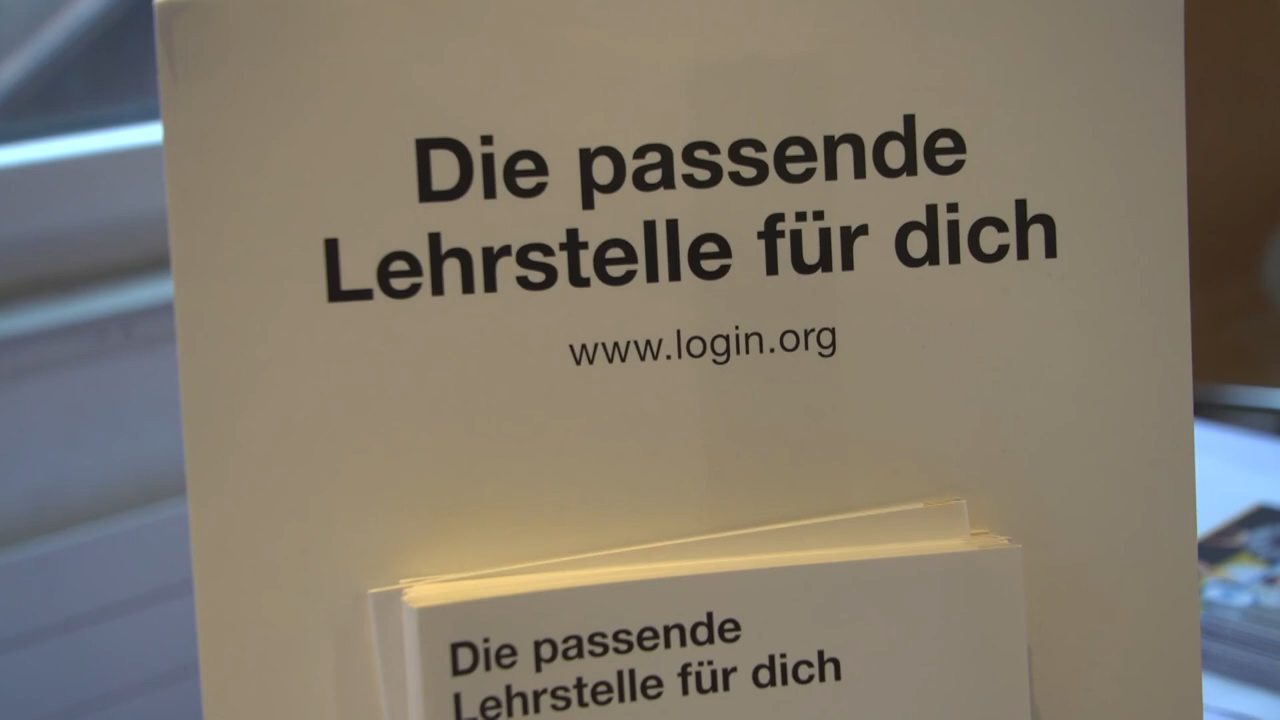 Die passende
Lehrstelle für dich
www.login.org
Die passende
Lehrstelle für dich